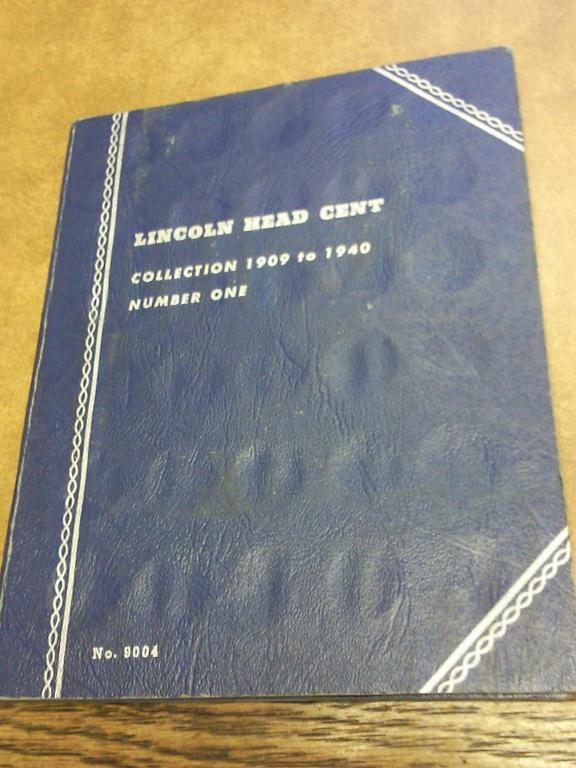 LINCOLN HEAD CENT
COLLECTION 1909 to 1940
NUMBER ONE
No. 9004